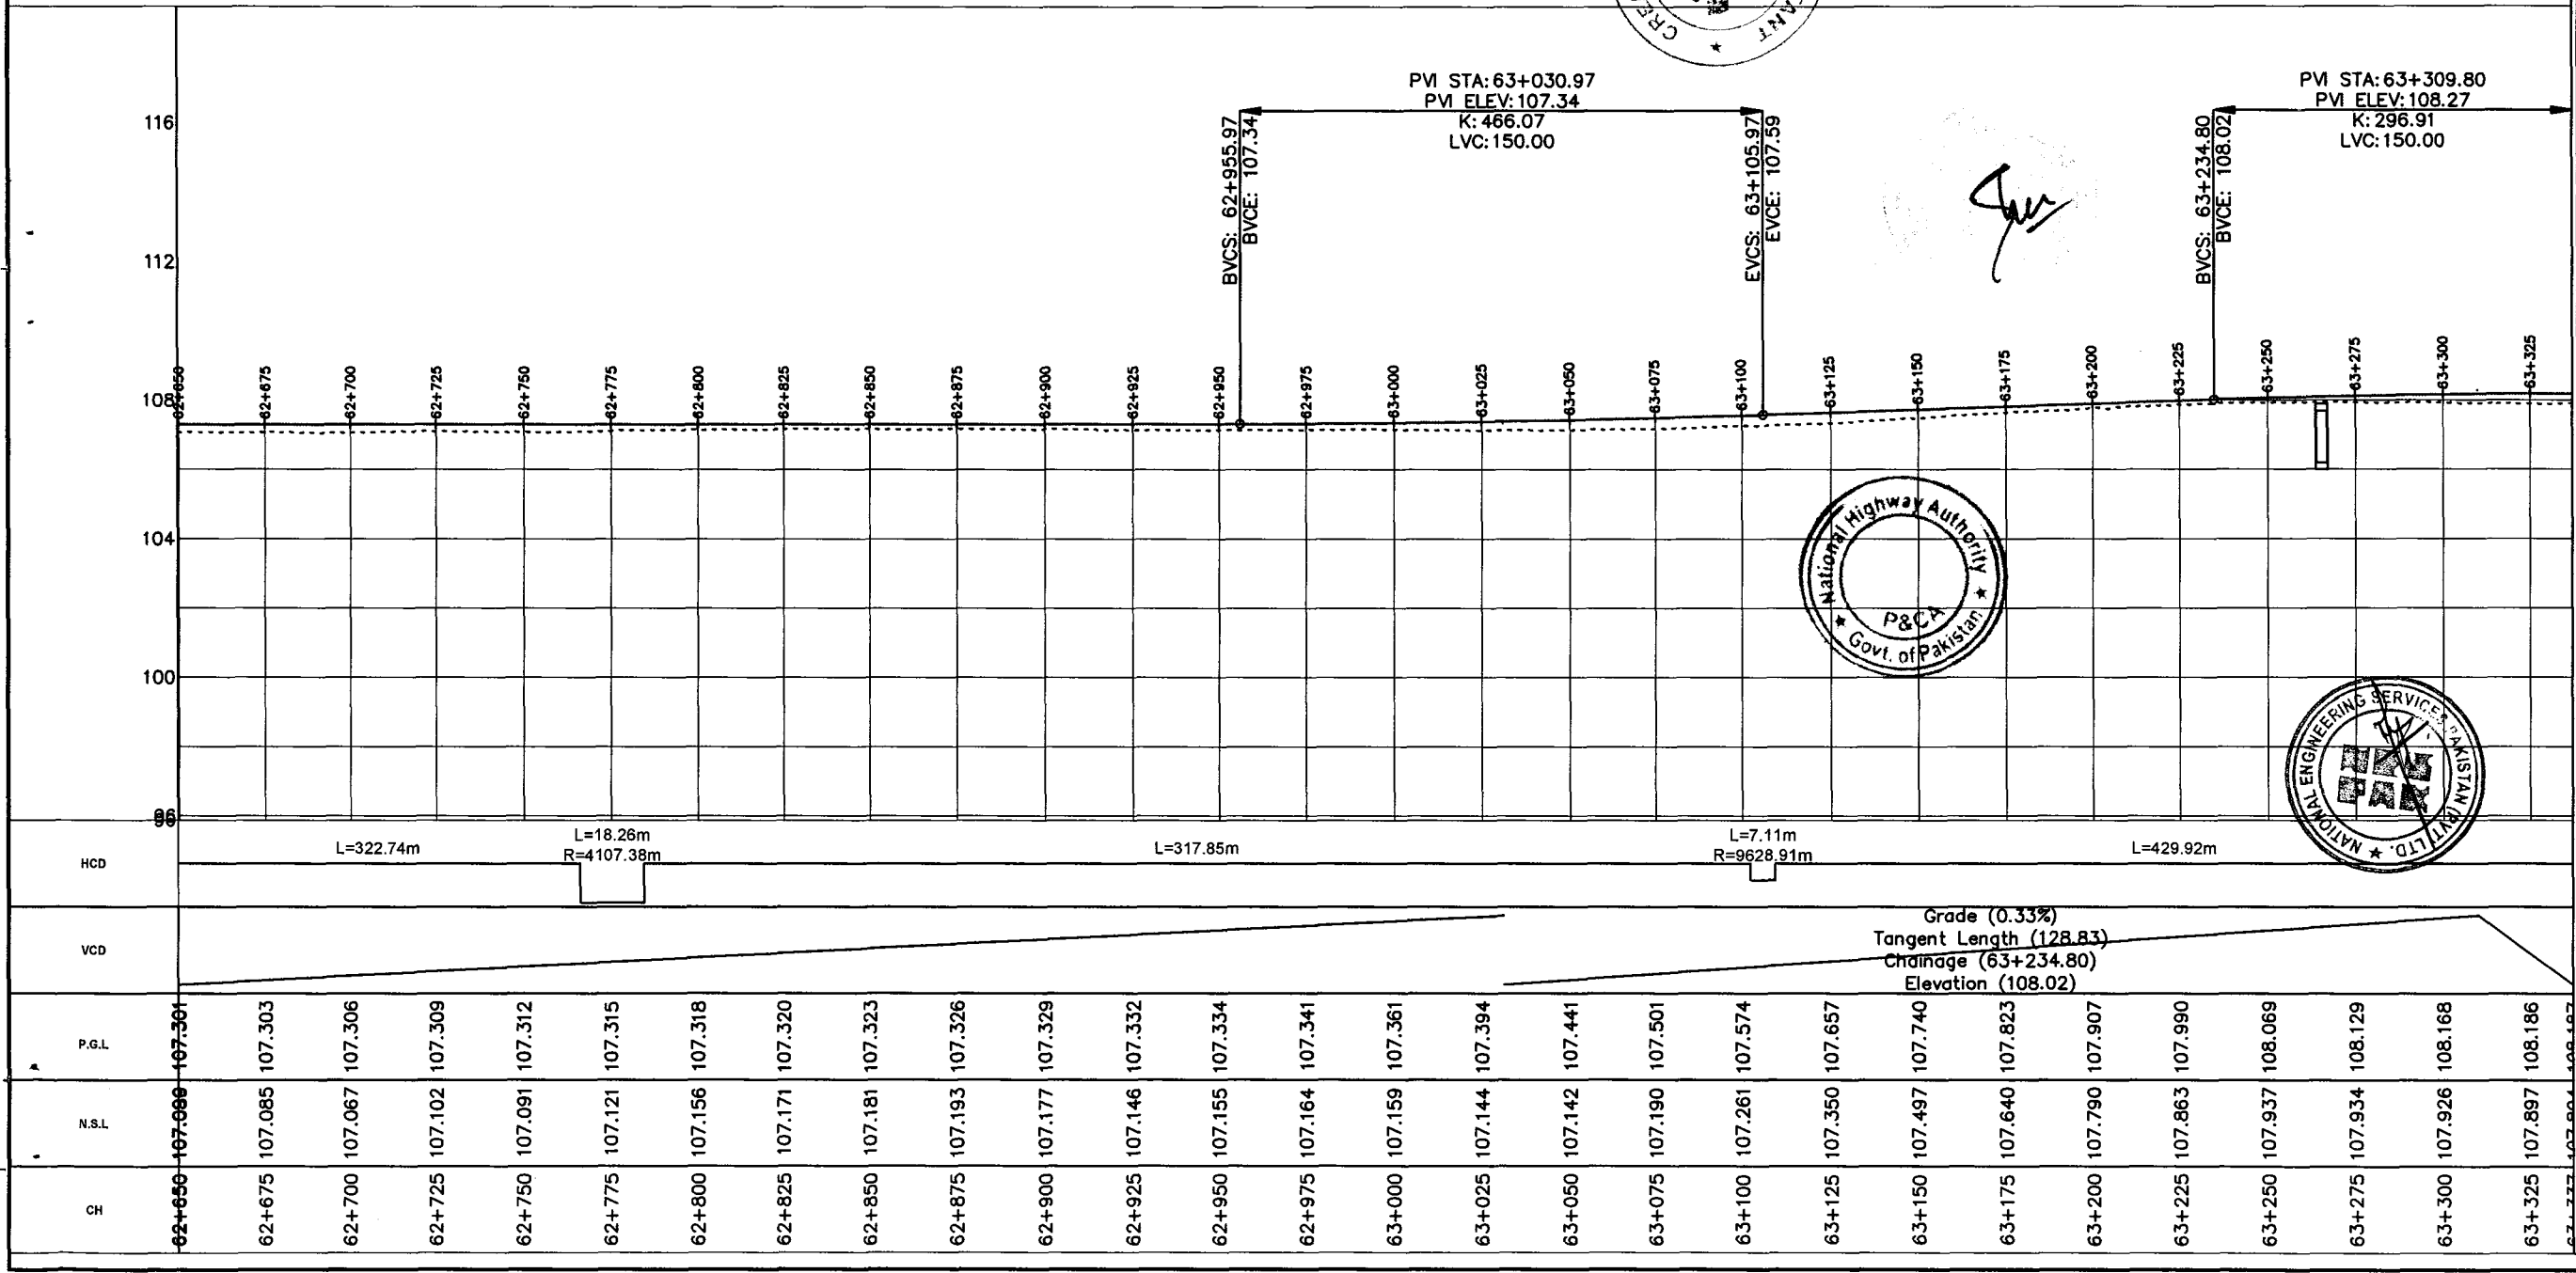 CRE
ANT
PVI STA: 63+030.97
PVI ELEV: 107.34
K: 466.07
LVC: 150.00
PVI STA: 63+309.80
PVI ELEV: 108.27
K: 296.91
LVC: 150.00
BVCS: 62+955.97
BVCE: 107.34
EVCS: 63+105.97
EVCE: 107.59
BVCS: 63+234.80
BVCE: 108.02
116
112
108
104
100
96
62+650 62+675 62+700 62+725 62+750 62+775 62+800 62+825 62+850 62+875 62+900 62+925 62+950 62+975 63+000 63+025 63+050 63+075 63+100 63+125 63+150 63+175 63+200 63+225 63+250 63+275 63+300 63+325
National Highway Authority
P&CA
★ Govt. of Pakistan ★
NATIONAL ENGINEERING SERVICES PAKISTAN (PVT) LTD. ★
HCD
L=322.74m
L=18.26m
R=4107.38m
L=317.85m
L=7.11m
R=9628.91m
L=429.92m
VCD
Grade (0.33%)
Tangent Length (128.83)
Chainage (63+234.80)
Elevation (108.02)
P.G.L 107.301 107.303 107.306 107.309 107.312 107.315 107.318 107.320 107.323 107.326 107.329 107.332 107.334 107.341 107.361 107.394 107.441 107.501 107.574 107.657 107.740 107.823 107.907 107.990 108.069 108.129 108.168 108.186
N.S.L 107.085 107.067 107.102 107.091 107.121 107.156 107.171 107.181 107.193 107.177 107.146 107.155 107.164 107.159 107.144 107.142 107.190 107.261 107.350 107.497 107.640 107.790 107.863 107.937 107.934 107.926 107.897
CH 62+650 62+675 62+700 62+725 62+750 62+775 62+800 62+825 62+850 62+875 62+900 62+925 62+950 62+975 63+000 63+025 63+050 63+075 63+100 63+125 63+150 63+175 63+200 63+225 63+250 63+275 63+300 63+325